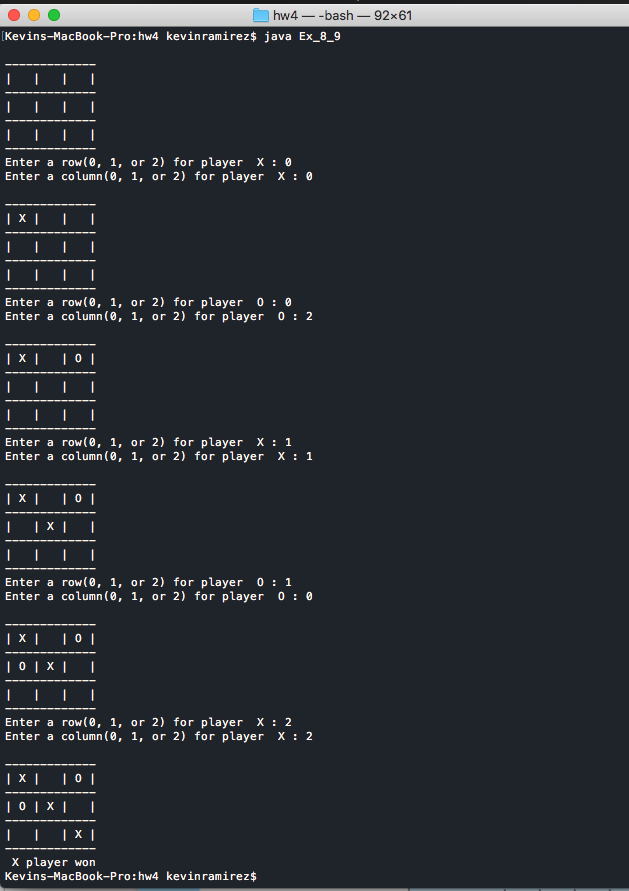 hw4 — -bash — 92×61
Kevins-MacBook-Pro:hw4 kevinramirez$ java Ex_8_9
-------------
|   |   |   |
-------------
|   |   |   |
-------------
|   |   |   |
-------------
Enter a row(0, 1, or 2) for player  X : 0
Enter a column(0, 1, or 2) for player  X : 0
-------------
| X |   |   |
-------------
|   |   |   |
-------------
|   |   |   |
-------------
Enter a row(0, 1, or 2) for player  O : 0
Enter a column(0, 1, or 2) for player  O : 2
-------------
| X |   | O |
-------------
|   |   |   |
-------------
|   |   |   |
-------------
Enter a row(0, 1, or 2) for player  X : 1
Enter a column(0, 1, or 2) for player  X : 1
-------------
| X |   | O |
-------------
|   | X |   |
-------------
|   |   |   |
-------------
Enter a row(0, 1, or 2) for player  O : 1
Enter a column(0, 1, or 2) for player  O : 0
-------------
| X |   | O |
-------------
| O | X |   |
-------------
|   |   |   |
-------------
Enter a row(0, 1, or 2) for player  X : 2
Enter a column(0, 1, or 2) for player  X : 2
-------------
| X |   | O |
-------------
| O | X |   |
-------------
|   |   | X |
-------------
 X player won
Kevins-MacBook-Pro:hw4 kevinramirez$